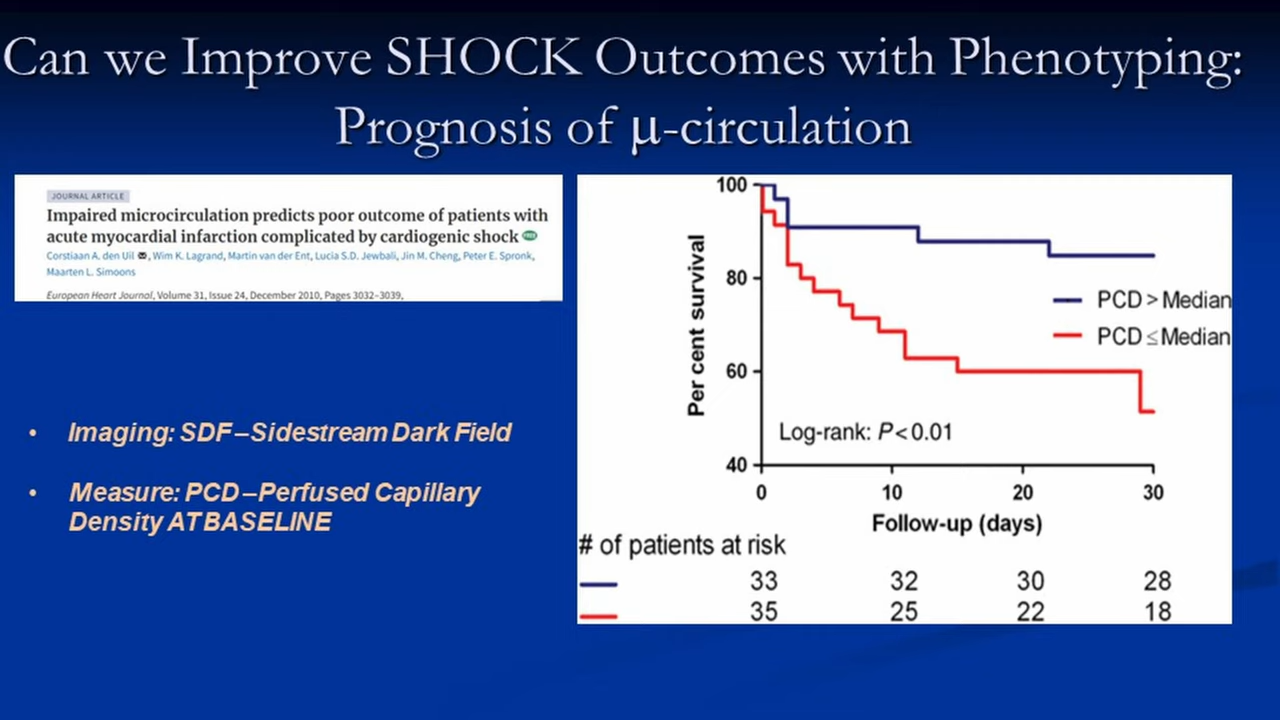 Can we Improve SHOCK Outcomes with Phenotyping:
Prognosis of μ-circulation
JOURNAL ARTICLE
Impaired microcirculation predicts poor outcome of patients with
acute myocardial infarction complicated by cardiogenic shock FREE
Corstiaan A. den Uil ✉, Wim K. Lagrand, Martin van der Ent, Lucia S.D. Jewbali, Jin M. Cheng, Peter E. Spronk,
Maarten L. Simoons
European Heart Journal, Volume 31, Issue 24, December 2010, Pages 3032–3039,
• Imaging: SDF – Sidestream Dark Field
• Measure: PCD – Perfused Capillary
Density AT BASELINE
Per cent survival
100
80
60
40
PCD > Median
PCD ≤ Median
Log-rank: P < 0.01
0 10 20 30
Follow-up (days)
# of patients at risk
33 32 30 28
35 25 22 18